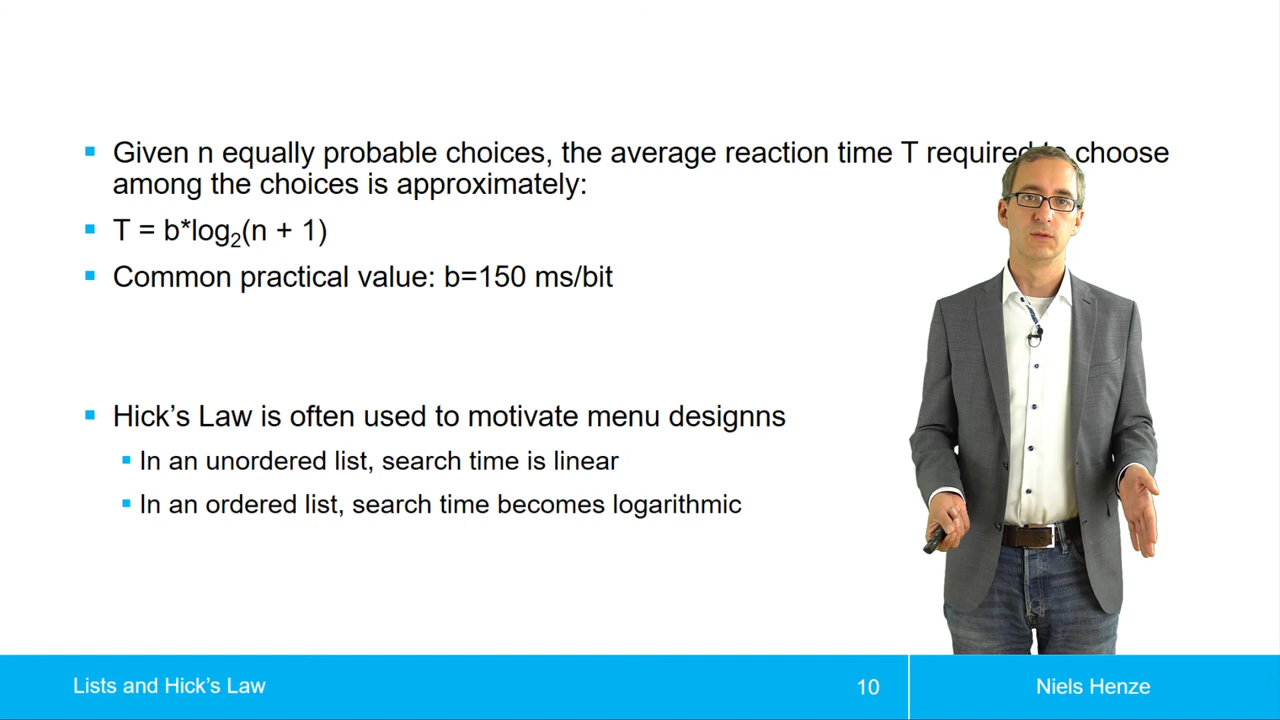 Given n equally probable choices, the average reaction time T required to choose
among the choices is approximately:
T = b*log₂(n + 1)
Common practical value: b=150 ms/bit
Hick’s Law is often used to motivate menu designns
In an unordered list, search time is linear
In an ordered list, search time becomes logarithmic
Lists and Hick’s Law 10 Niels Henze